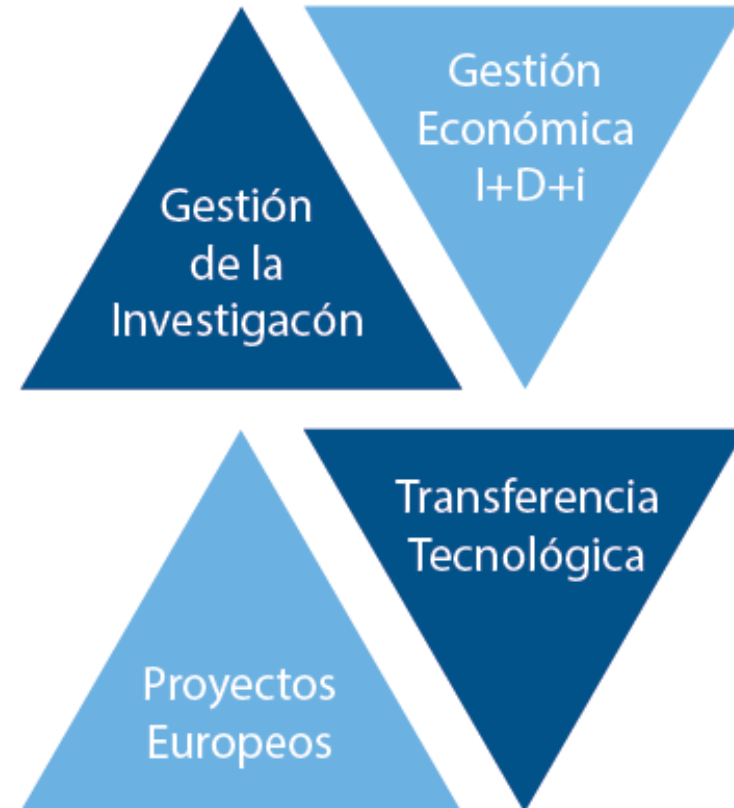 Gestión
de la
Investigacón
Gestión
Económica
I+D+i
Proyectos
Europeos
Transferencia
Tecnológica